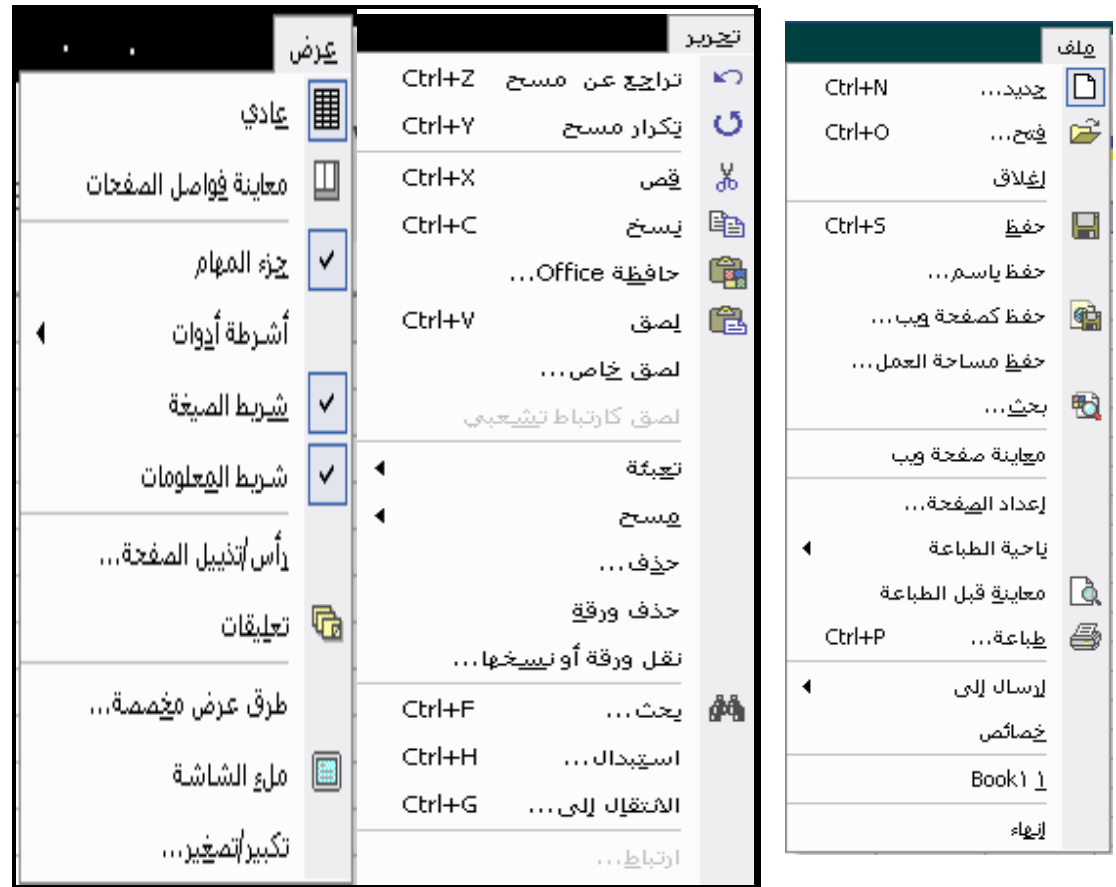 ملف
جديد... Ctrl+N
فتح... Ctrl+O
إغلاق
حفظ Ctrl+S
حفظ باسم...
حفظ كصفحة ويب...
حفظ مساحة العمل...
بحث...
معاينة صفحة ويب
إعداد الصفحة...
ناحية الطباعة
معاينة قبل الطباعة
طباعة... Ctrl+P
إرسال إلى
خصائص
1 Book1
إنهاء
تحرير
تراجع عن مسح Ctrl+Z
تكرار مسح Ctrl+Y
قص Ctrl+X
نسخ Ctrl+C
حافظة Office...
لصق Ctrl+V
لصق خاص...
لصق كارتباط تشعبي
تعبئة
مسح
حذف...
حذف ورقة
نقل ورقة أو نسخها...
بحث... Ctrl+F
استبدال... Ctrl+H
الانتقال إلى... Ctrl+G
ارتباط...
عرض
عادي
معاينة فواصل الصفحات
جزء المهام
أشرطة أدوات
شريط الصيغة
شريط المعلومات
رأس/تذييل الصفحة...
تعليقات
طرق عرض مخصصة...
ملء الشاشة
تكبير/تصغير...